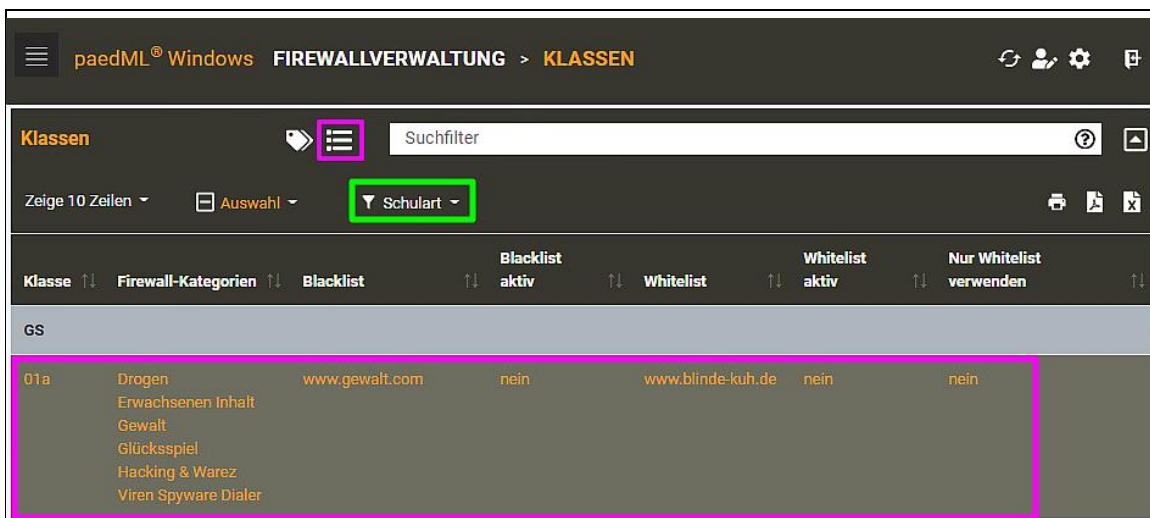 paedML® Windows FIREWALLVERWALTUNG > KLASSEN
Klassen Suchfilter
Zeige 10 Zeilen Auswahl Schulart
Klasse Firewall-Kategorien Blacklist Blacklist aktiv Whitelist Whitelist aktiv Nur Whitelist verwenden
GS
01a Drogen www.gewalt.com nein www.blinde-kuh.de nein nein
Erwachsenen Inhalt
Gewalt
Glücksspiel
Hacking & Warez
Viren Spyware Dialer